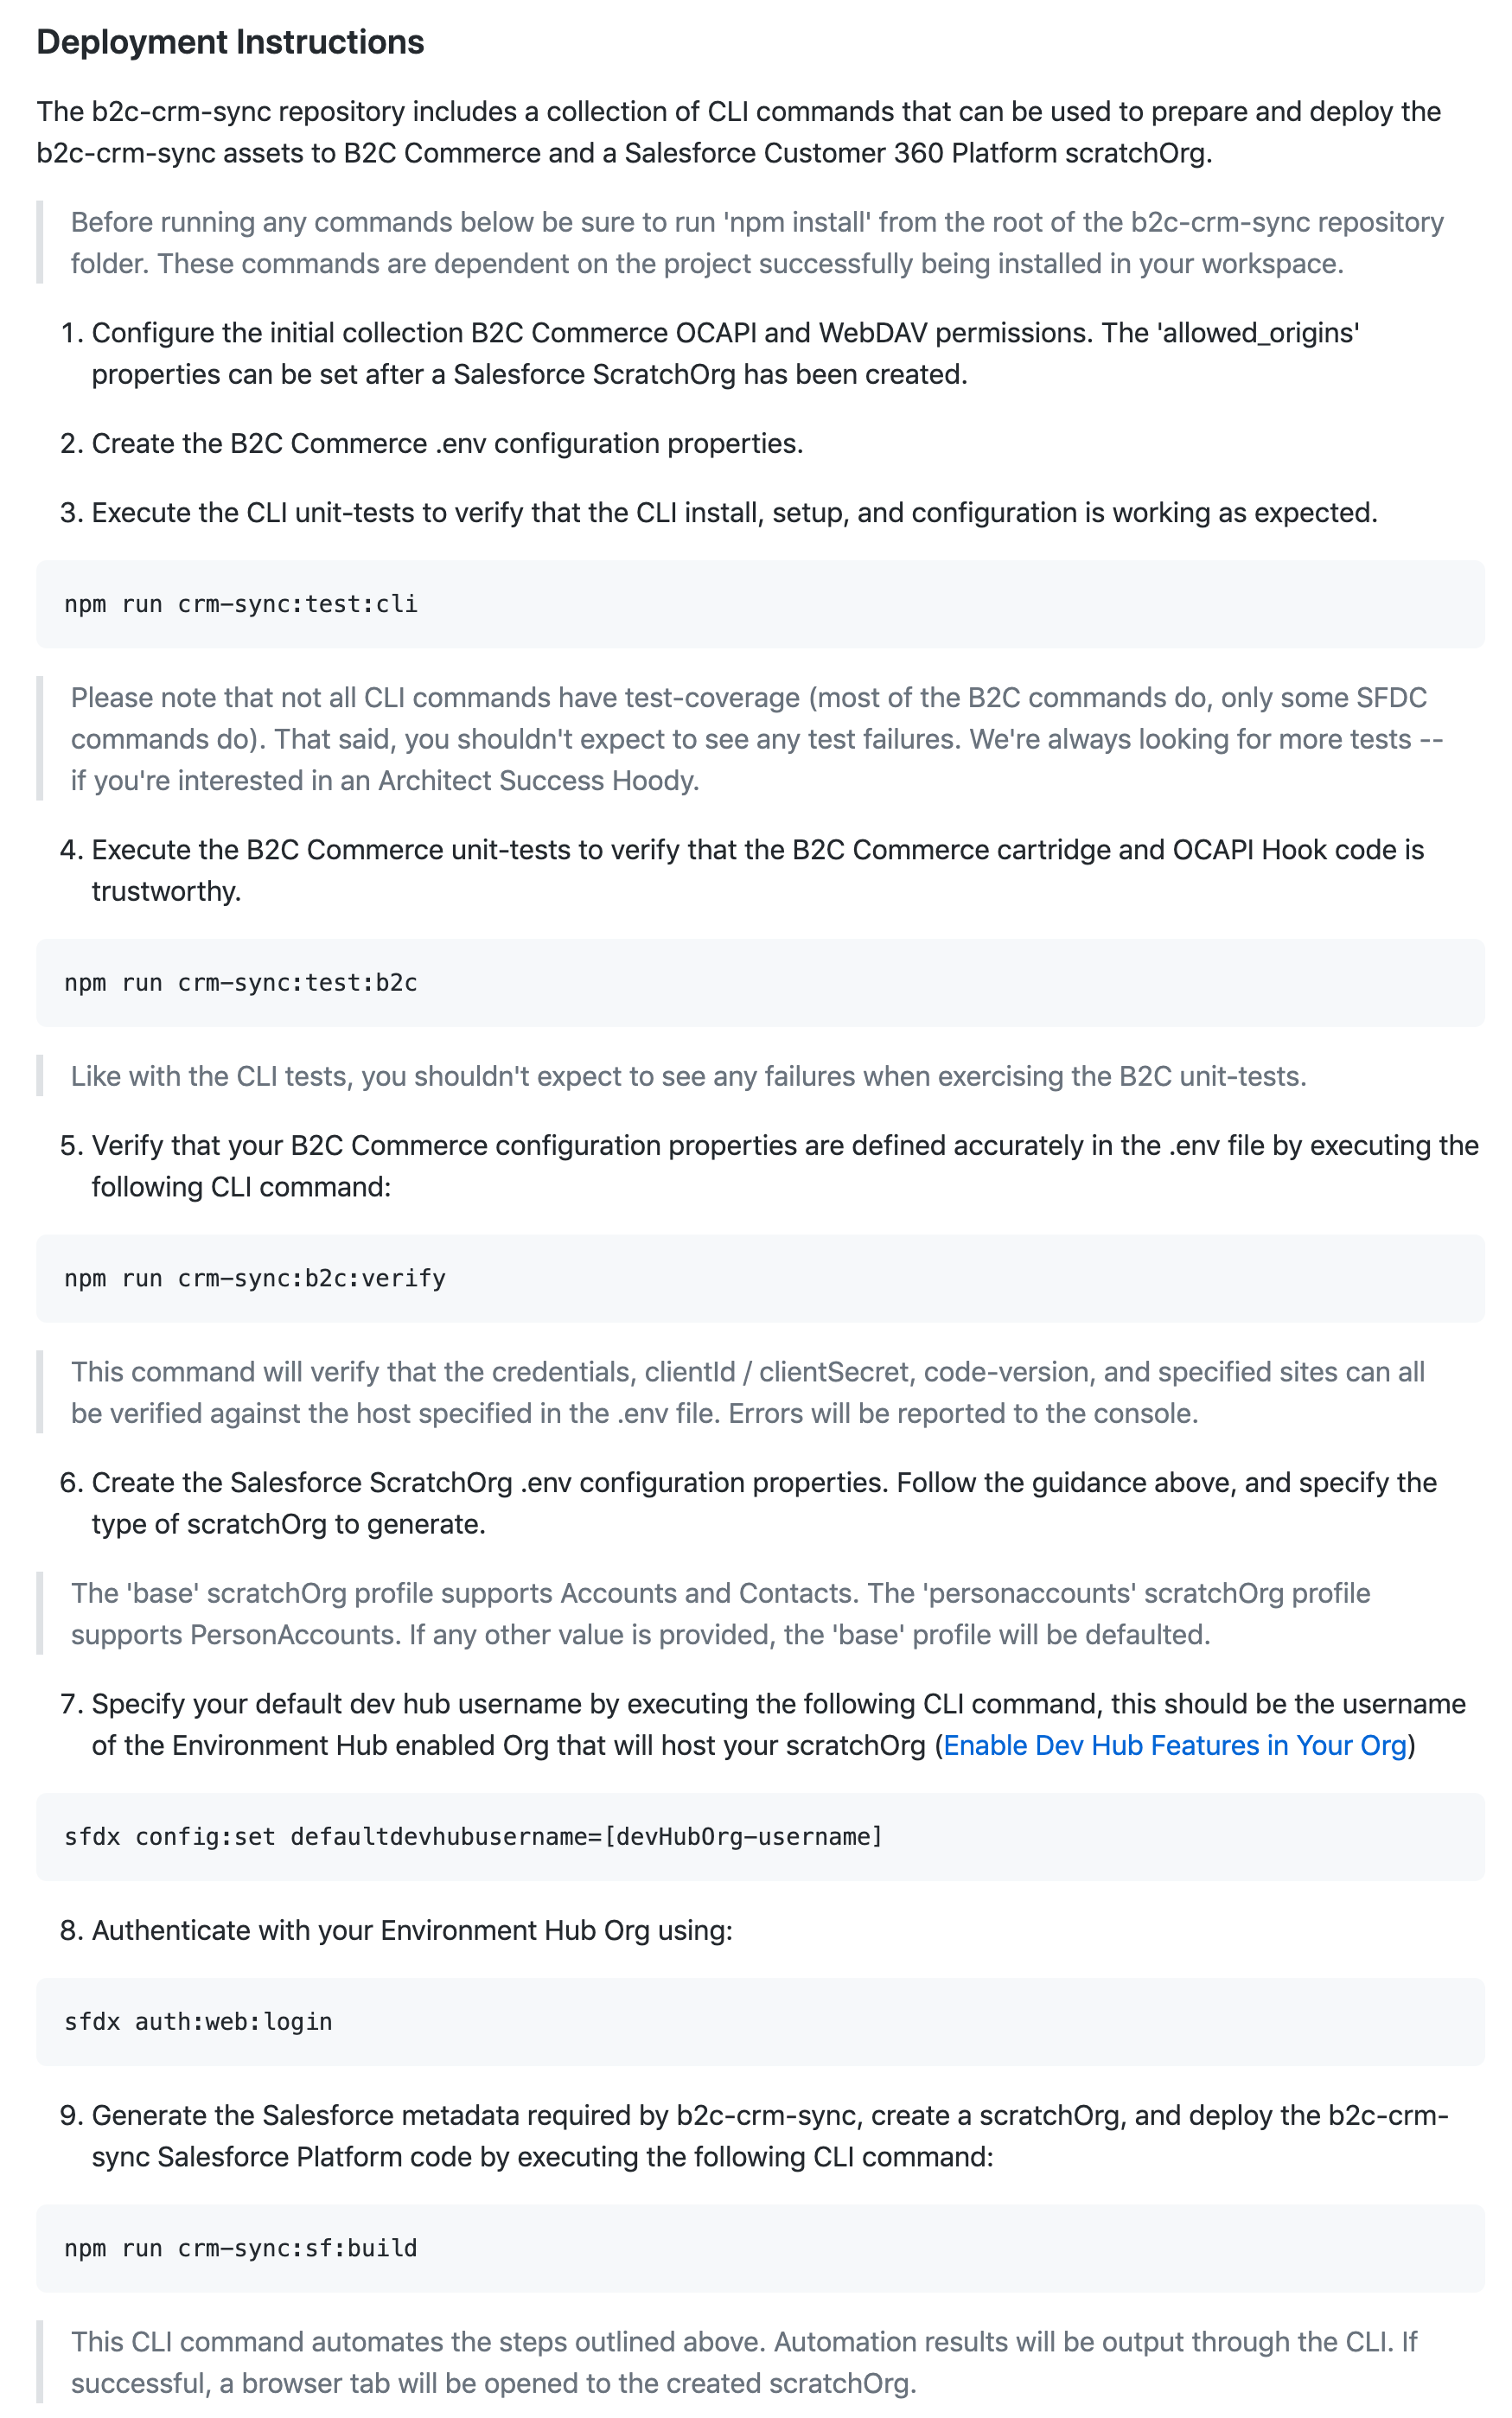 Deployment Instructions
The b2c-crm-sync repository includes a collection of CLI commands that can be used to prepare and deploy the
b2c-crm-sync assets to B2C Commerce and a Salesforce Customer 360 Platform scratchOrg.
Before running any commands below be sure to run 'npm install' from the root of the b2c-crm-sync repository
folder. These commands are dependent on the project successfully being installed in your workspace.
1. Configure the initial collection B2C Commerce OCAPI and WebDAV permissions. The 'allowed_origins'
properties can be set after a Salesforce ScratchOrg has been created.
2. Create the B2C Commerce .env configuration properties.
3. Execute the CLI unit-tests to verify that the CLI install, setup, and configuration is working as expected.
npm run crm-sync:test:cli
Please note that not all CLI commands have test-coverage (most of the B2C commands do, only some SFDC
commands do). That said, you shouldn't expect to see any test failures. We're always looking for more tests --
if you're interested in an Architect Success Hoody.
4. Execute the B2C Commerce unit-tests to verify that the B2C Commerce cartridge and OCAPI Hook code is
trustworthy.
npm run crm-sync:test:b2c
Like with the CLI tests, you shouldn't expect to see any failures when exercising the B2C unit-tests.
5. Verify that your B2C Commerce configuration properties are defined accurately in the .env file by executing the
following CLI command:
npm run crm-sync:b2c:verify
This command will verify that the credentials, clientId / clientSecret, code-version, and specified sites can all
be verified against the host specified in the .env file. Errors will be reported to the console.
6. Create the Salesforce ScratchOrg .env configuration properties. Follow the guidance above, and specify the
type of scratchOrg to generate.
The 'base' scratchOrg profile supports Accounts and Contacts. The 'personaccounts' scratchOrg profile
supports PersonAccounts. If any other value is provided, the 'base' profile will be defaulted.
7. Specify your default dev hub username by executing the following CLI command, this should be the username
of the Environment Hub enabled Org that will host your scratchOrg (Enable Dev Hub Features in Your Org)
sfdx config:set defaultdevhubusername=[devHubOrg-username]
8. Authenticate with your Environment Hub Org using:
sfdx auth:web:login
9. Generate the Salesforce metadata required by b2c-crm-sync, create a scratchOrg, and deploy the b2c-crm-
sync Salesforce Platform code by executing the following CLI command:
npm run crm-sync:sf:build
This CLI command automates the steps outlined above. Automation results will be output through the CLI. If
successful, a browser tab will be opened to the created scratchOrg.